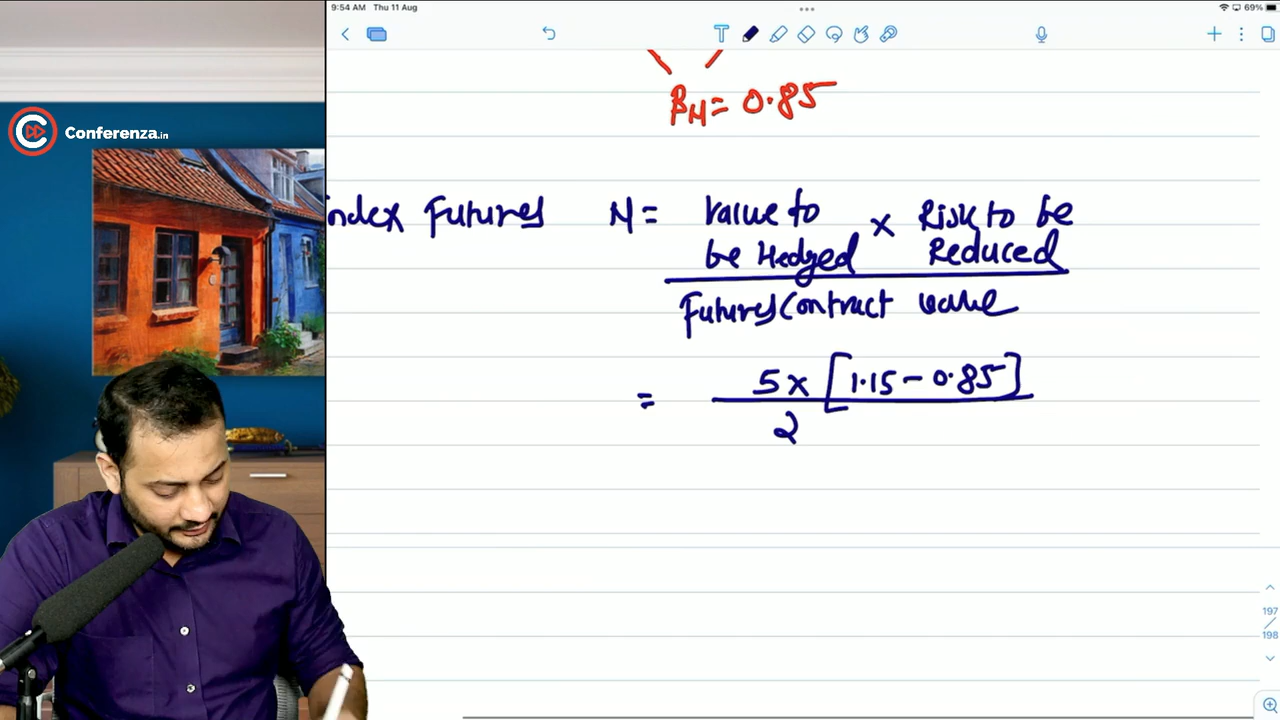 9:54 AM Thu 11 Aug
69%
Conferenza.in
βH = 0.85
index Futures N = Value to be Hedged × Risk to be Reduced
Futures Contract value
= 5 x [1.15 - 0.85]
2
197
198